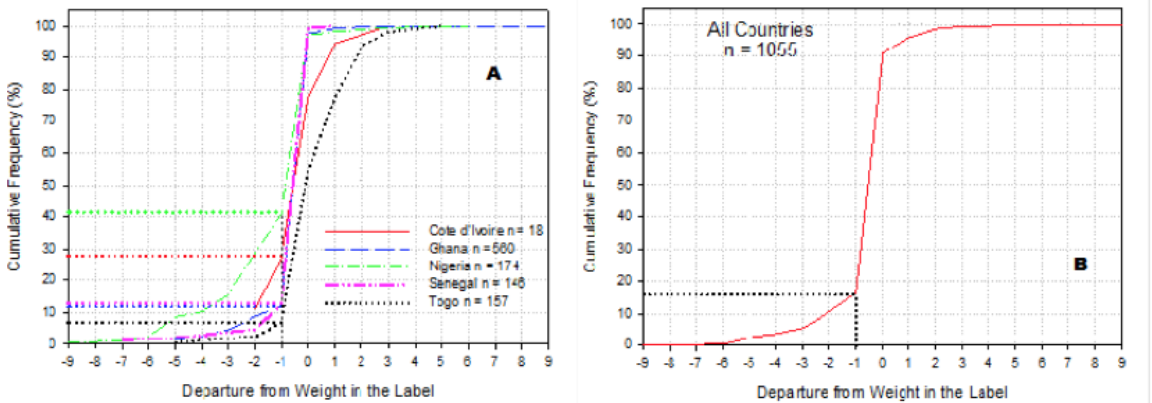 Cumulative Frequency (%)
100
90
80
70
60
50
40
30
20
10
0
A
Cote d'Ivoire n = 18
Ghana n =560
Nigeria n = 174
Senegal n = 146
Togo n = 157
-9 -8 -7 -6 -5 -4 -3 -2 -1 0 1 2 3 4 5 6 7 8 9
Departure from Weight in the Label
Cumulative Frequency (%)
100
90
80
70
60
50
40
30
20
10
0
All Countries
n = 1055
B
-9 -8 -7 -6 -5 -4 -3 -2 -1 0 1 2 3 4 5 6 7 8 9
Departure from Weight in the Label